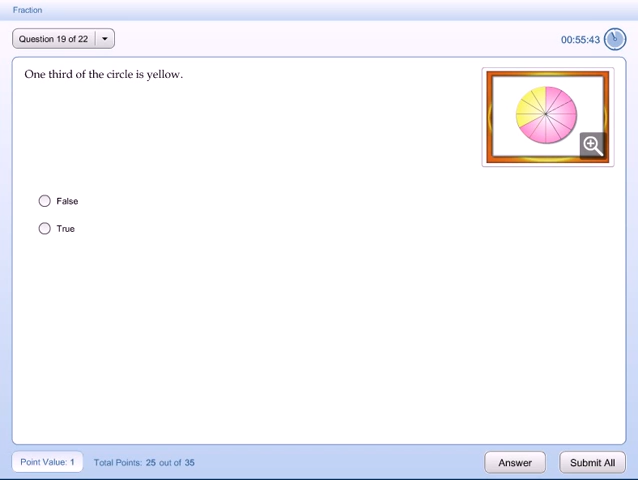 Fraction
Question 19 of 22
00:55:43
One third of the circle is yellow.
False
True
Point Value: 1
Total Points: 25 out of 35
Answer
Submit All